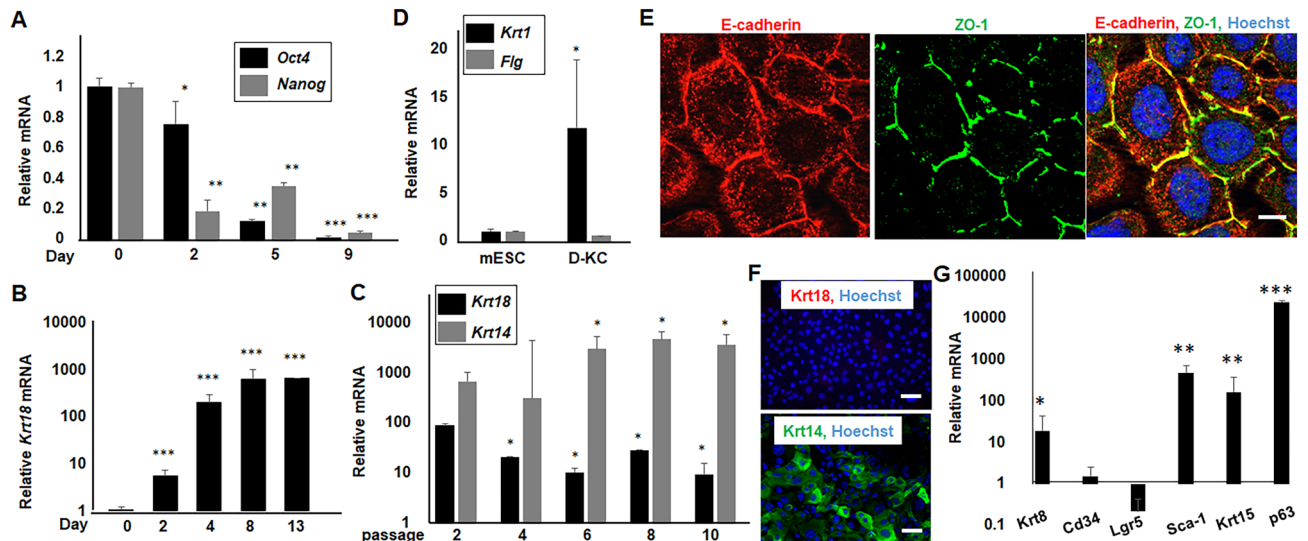 A
Relative mRNA
1.2
1
0.8
0.6
0.4
0.2
0
Oct4
Nanog
*
**
**
**
***
***
Day
0 2 5 9
D
Relative mRNA
20
15
10
5
0
Krt1
Flg
*
mESC D-KC
E
E-cadherin
ZO-1
E-cadherin, ZO-1, Hoechst
B
Relative Krt18 mRNA
10000
1000
100
10
1
***
***
***
***
Day
0 2 4 8 13
C
Relative mRNA
10000
1000
100
10
1
Krt18
Krt14
*
*
*
*
*
*
*
passage
2 4 6 8 10
F
Krt18, Hoechst
Krt14, Hoechst
G
Relative mRNA
100000
10000
1000
100
10
1
0.1
*
**
**
***
Krt8
Cd34
Lgr5
Sca-1
Krt15
p63